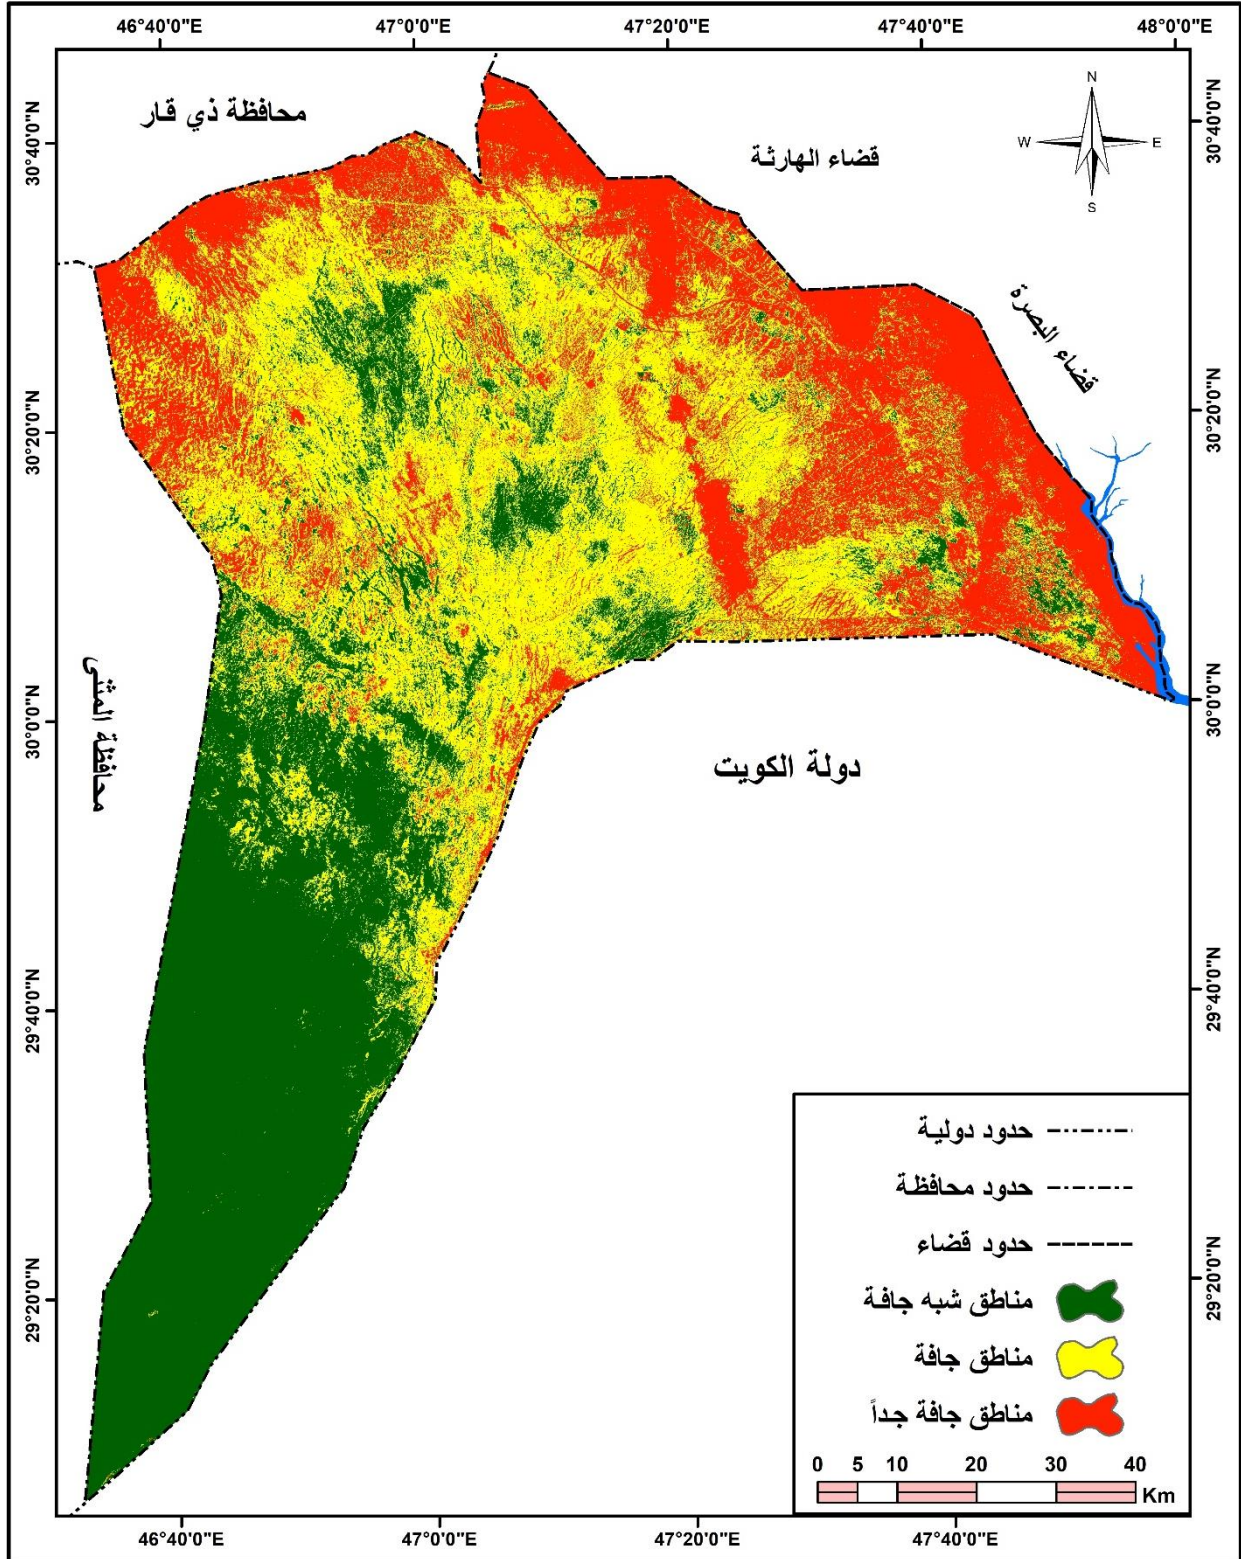 46°40'0"E
47°0'0"E
47°20'0"E
47°40'0"E
48°0'0"E
N
W
E
S
محافظة ذي قار
قضاء الهارثة
قضاء البصرة
محافظة المثنى
دولة الكويت
30°40'0"N
30°20'0"N
30°0'0"N
29°40'0"N
29°20'0"N
30°40'0"N
30°20'0"N
30°0'0"N
29°40'0"N
29°20'0"N
حدود دولية
حدود محافظة
حدود قضاء
مناطق شبه جافة
مناطق جافة
مناطق جافة جداً
0 5 10 20 30 40
Km
46°40'0"E
47°0'0"E
47°20'0"E
47°40'0"E